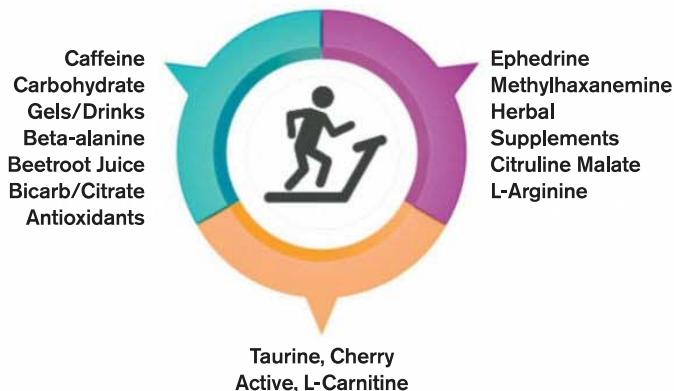 Caffeine
Carbohydrate
Gels/Drinks
Beta-alanine
Beetroot Juice
Bicarb/Citrate
Antioxidants
Ephedrine
Methylhaxanemine
Herbal
Supplements
Citruline Malate
L-Arginine
Taurine, Cherry
Active, L-Carnitine